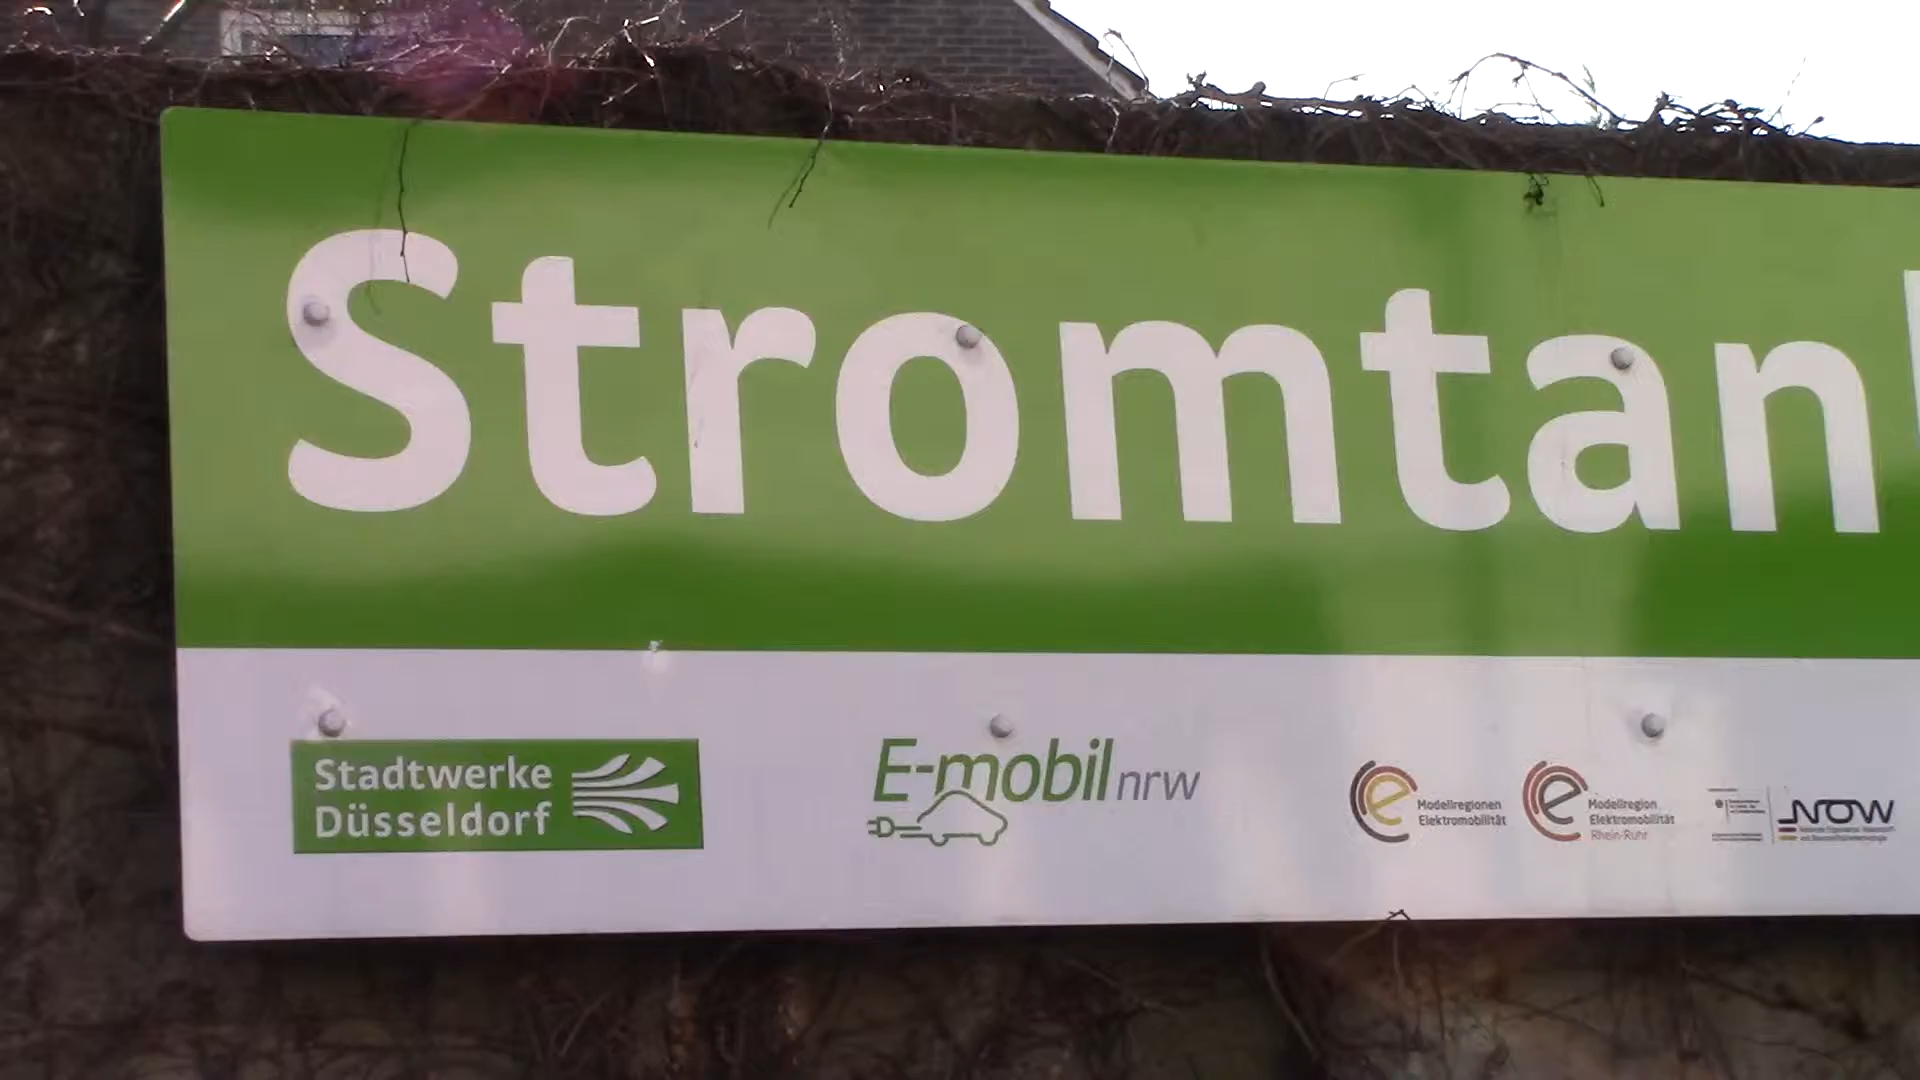 Stromtan
Stadtwerke
Düsseldorf
E-mobil nrw
Modellregionen
Elektromobilität
Modellregion
Elektromobilität
Rhein-Ruhr
NOW